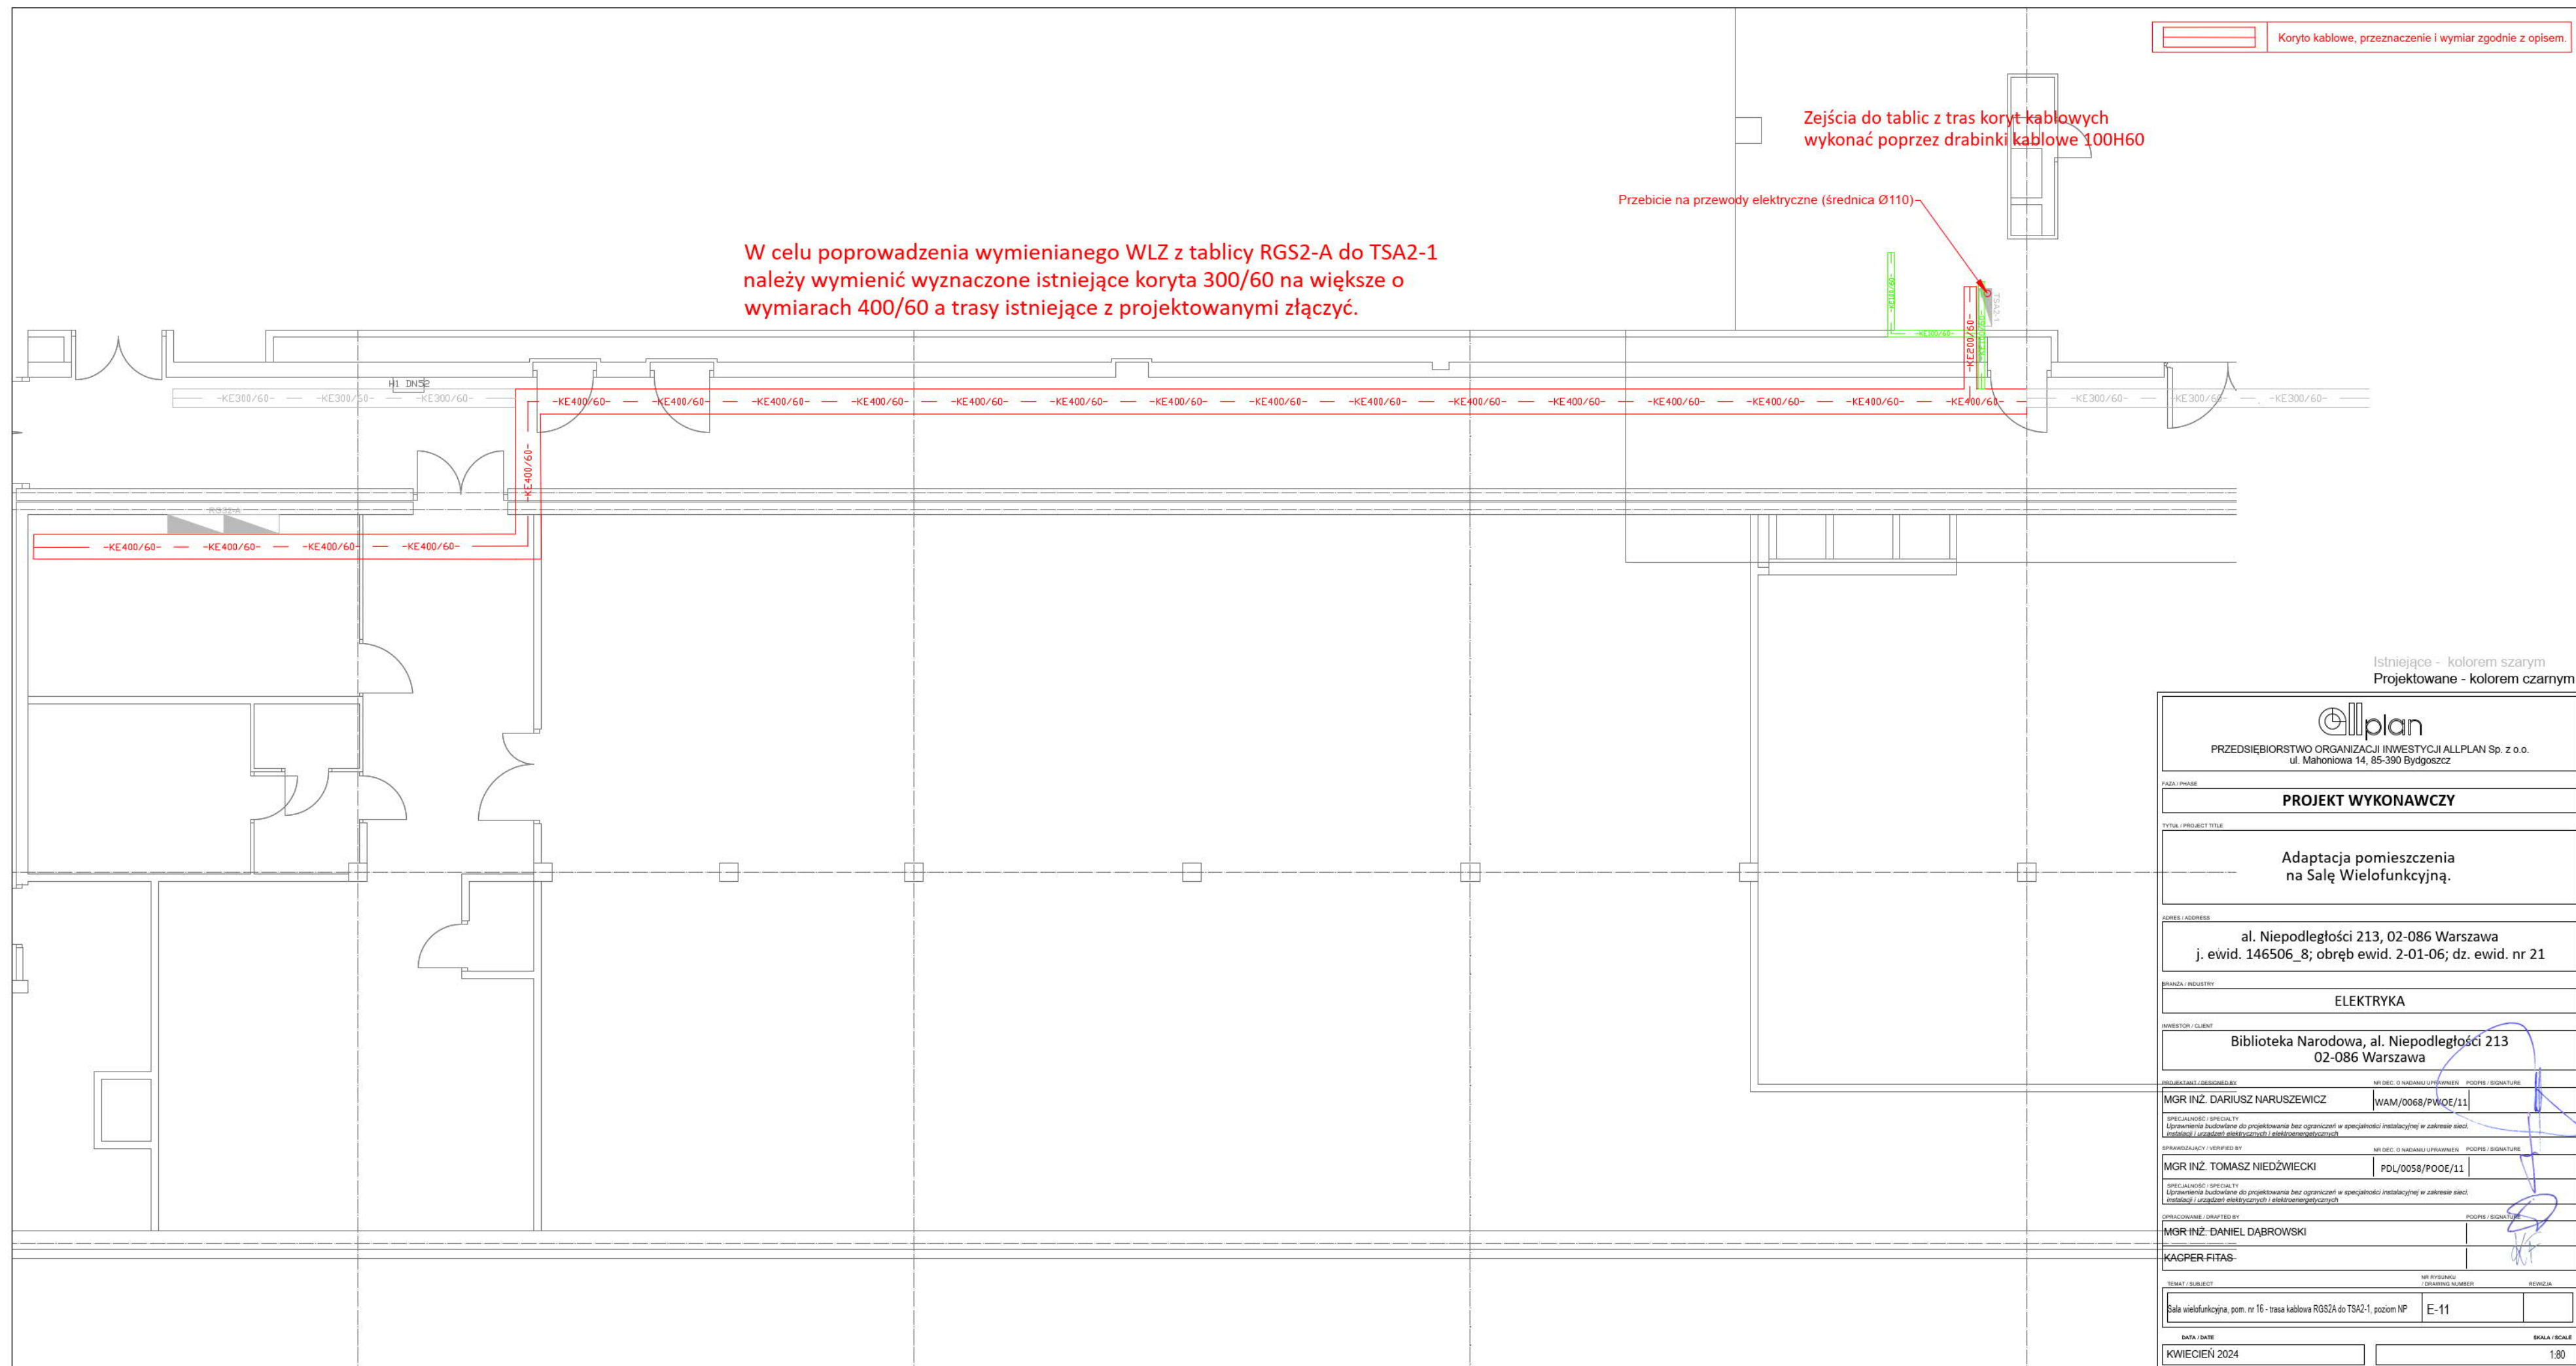 Koryto kablowe, przeznaczenie i wymiar zgodnie z opisem.
Zejścia do tablic z tras koryt kablowych
wykonać poprzez drabinki kablowe 100H60
Przebicie na przewody elektryczne (średnica Ø110)
W celu poprowadzenia wymienianego WLZ z tablicy RGS2-A do TSA2-1
należy wymienić wyznaczone istniejące koryta 300/60 na większe o
wymiarach 400/60 a trasy istniejące z projektowanymi złączyć.
TSA2-1
-KE100/60-
-KE200/60-
H1 DN52
-KE300/60- -KE300/60- -KE300/60-
-KE400/60- -KE400/60- -KE400/60- -KE400/60- -KE400/60- -KE400/60- -KE400/60- -KE400/60- -KE400/60- -KE400/60- -KE400/60- -KE400/60- -KE400/60- -KE400/60- -KE400/60-
-KE300/60- -KE300/60- -KE300/60-
-KE400/60-
RGS2-A
-KE400/60- -KE400/60- -KE400/60- -KE400/60-
Istniejące - kolorem szarym
Projektowane - kolorem czarnym
allplan
PRZEDSIĘBIORSTWO ORGANIZACJI INWESTYCJI ALLPLAN Sp. z o.o.
ul. Mahoniowa 14, 85-390 Bydgoszcz
FAZA / PHASE
PROJEKT WYKONAWCZY
TYTUŁ / PROJECT TITLE
Adaptacja pomieszczenia
na Salę Wielofunkcyjną.
ADRES / ADDRESS
al. Niepodległości 213, 02-086 Warszawa
j. ewid. 146506_8; obręb ewid. 2-01-06; dz. ewid. nr 21
BRANŻA / INDUSTRY
ELEKTRYKA
INWESTOR / CLIENT
Biblioteka Narodowa, al. Niepodległości 213
02-086 Warszawa
PROJEKTANT / DESIGNED BY NR DEC. O NADANIU UPRAWNIEŃ PODPIS / SIGNATURE
MGR INŻ. DARIUSZ NARUSZEWICZ WAM/0068/PWOE/11
SPECJALNOŚĆ / SPECIALTY
Uprawnienia budowlane do projektowania bez ograniczeń w specjalności instalacyjnej w zakresie sieci,
instalacji i urządzeń elektrycznych i elektroenergetycznych
SPRAWDZAJĄCY / VERIFIED BY NR DEC. O NADANIU UPRAWNIEŃ PODPIS / SIGNATURE
MGR INŻ. TOMASZ NIEDŹWIECKI PDL/0058/POOE/11
SPECJALNOŚĆ / SPECIALTY
Uprawnienia budowlane do projektowania bez ograniczeń w specjalności instalacyjnej w zakresie sieci,
instalacji i urządzeń elektrycznych i elektroenergetycznych
OPRACOWANIE / DRAFTED BY PODPIS / SIGNATURE
MGR INŻ. DANIEL DĄBROWSKI
KACPER FITAS
TEMAT / SUBJECT NR RYSUNKU / DRAWING NUMBER REWIZJA
Sala wielofunkcyjna, pom. nr 16 - trasa kablowa RGS2A do TSA2-1, poziom NP E-11
DATA / DATE SKALA / SCALE
KWIECIEŃ 2024 1:80